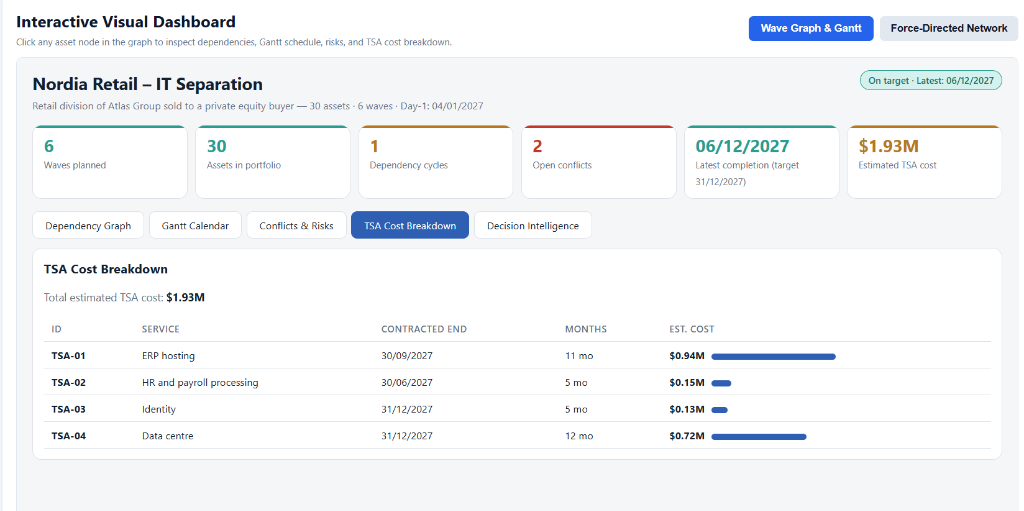 Interactive Visual Dashboard
Click any asset node in the graph to inspect dependencies, Gantt schedule, risks, and TSA cost breakdown.
Wave Graph & Gantt
Force-Directed Network
Nordia Retail – IT Separation
Retail division of Atlas Group sold to a private equity buyer — 30 assets · 6 waves · Day-1: 04/01/2027
On target · Latest: 06/12/2027
6
Waves planned
30
Assets in portfolio
1
Dependency cycles
2
Open conflicts
06/12/2027
Latest completion (target
31/12/2027)
$1.93M
Estimated TSA cost
Dependency Graph
Gantt Calendar
Conflicts & Risks
TSA Cost Breakdown
Decision Intelligence
TSA Cost Breakdown
Total estimated TSA cost: $1.93M
ID SERVICE CONTRACTED END MONTHS EST. COST
TSA-01 ERP hosting 30/09/2027 11 mo $0.94M
TSA-02 HR and payroll processing 30/06/2027 5 mo $0.15M
TSA-03 Identity 31/12/2027 5 mo $0.13M
TSA-04 Data centre 31/12/2027 12 mo $0.72M